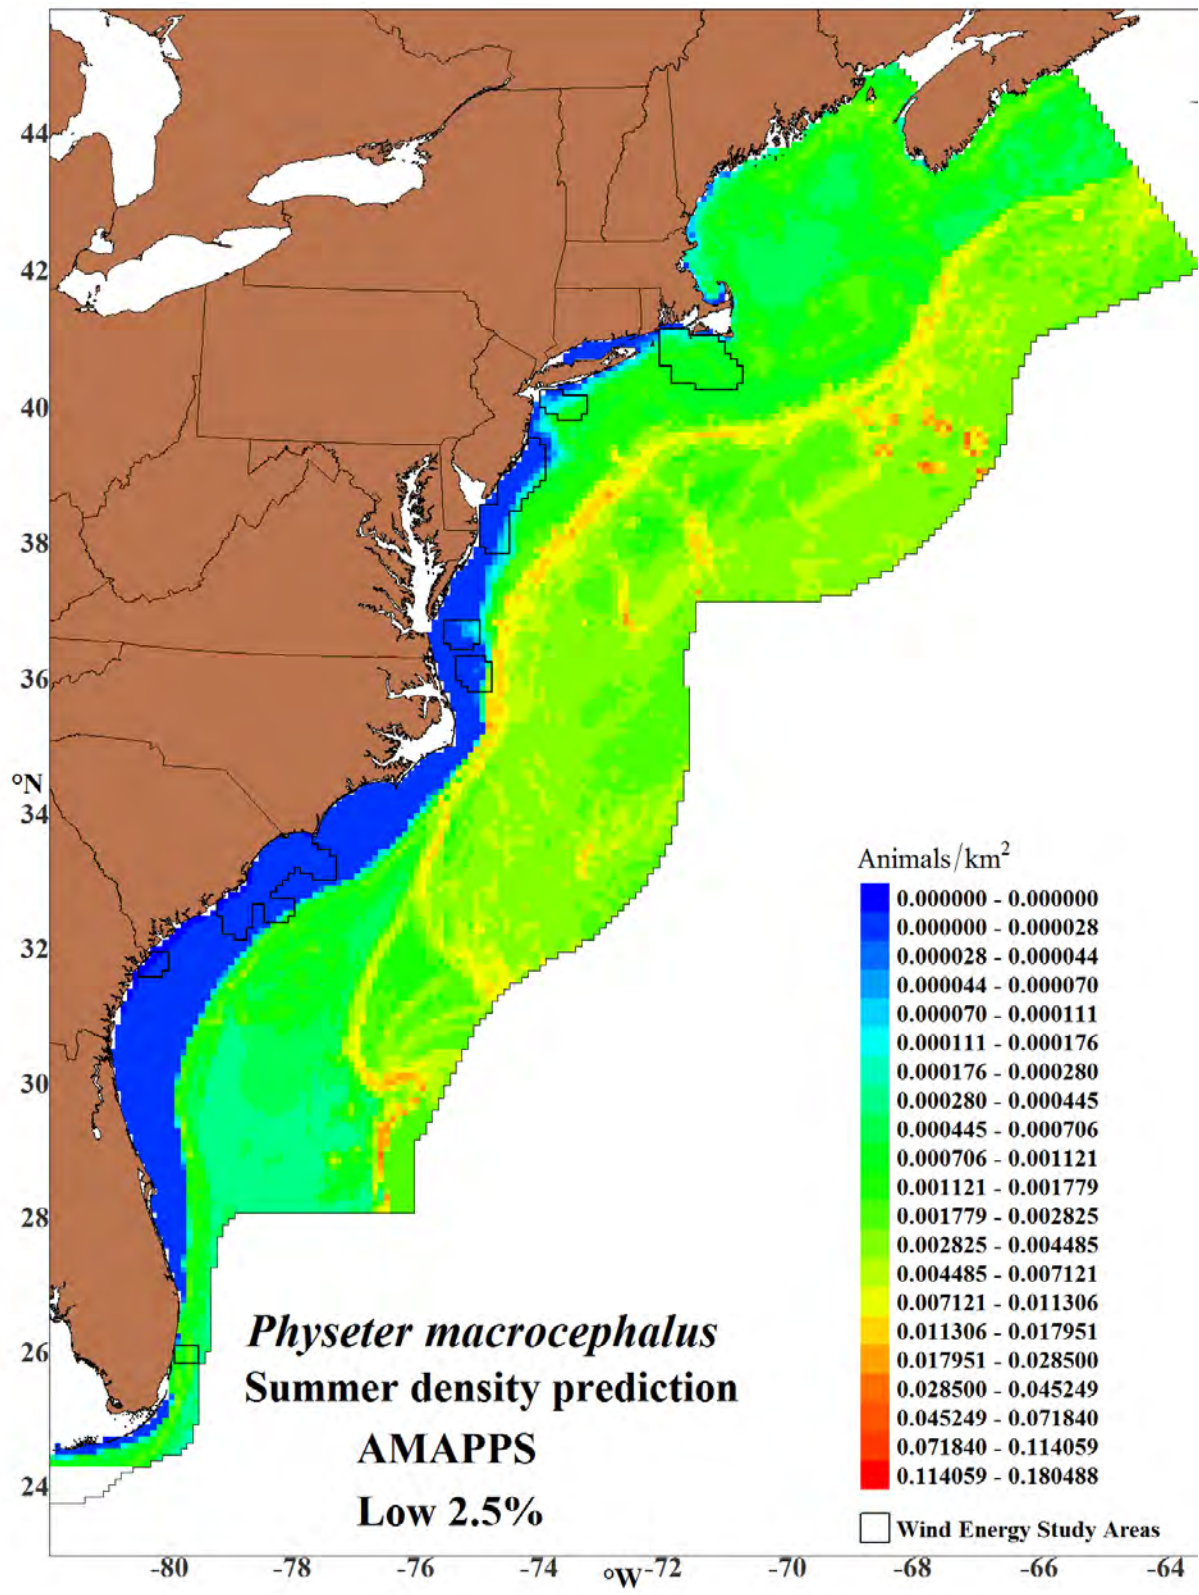 44
42
40
38
36
°N
34
32
30
28
26
24
Animals/km²
0.000000 - 0.000000
0.000000 - 0.000028
0.000028 - 0.000044
0.000044 - 0.000070
0.000070 - 0.000111
0.000111 - 0.000176
0.000176 - 0.000280
0.000280 - 0.000445
0.000445 - 0.000706
0.000706 - 0.001121
0.001121 - 0.001779
0.001779 - 0.002825
0.002825 - 0.004485
0.004485 - 0.007121
0.007121 - 0.011306
0.011306 - 0.017951
0.017951 - 0.028500
0.028500 - 0.045249
0.045249 - 0.071840
0.071840 - 0.114059
0.114059 - 0.180488
Wind Energy Study Areas
Physeter macrocephalus
Summer density prediction
AMAPPS
Low 2.5%
-80 -78 -76 -74 °W -72 -70 -68 -66 -64